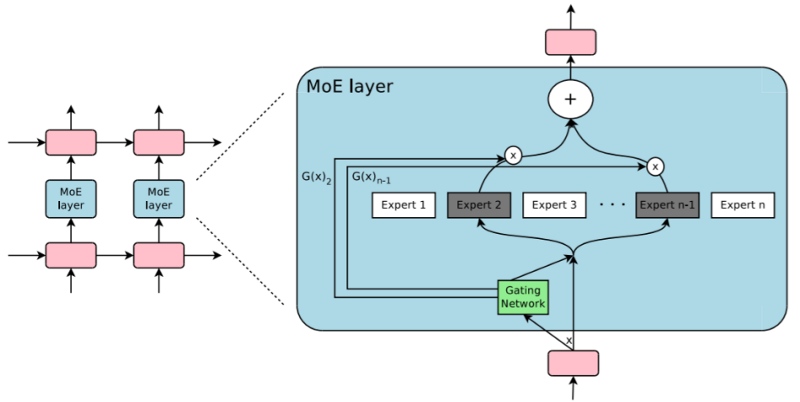 MoE layer
+
x
x
G(x)2
G(x)n-1
MoE
layer
MoE
layer
Expert 1
Expert 2
Expert 3
. . .
Expert n-1
Expert n
Gating
Network
x